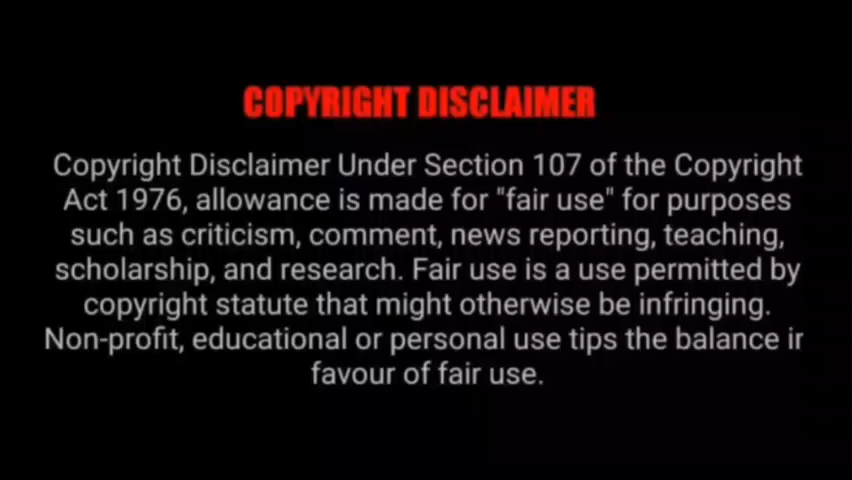 COPYRIGHT DISCLAIMER
Copyright Disclaimer Under Section 107 of the Copyright
Act 1976, allowance is made for "fair use" for purposes
such as criticism, comment, news reporting, teaching,
scholarship, and research. Fair use is a use permitted by
copyright statute that might otherwise be infringing.
Non-profit, educational or personal use tips the balance
favour of fair use.